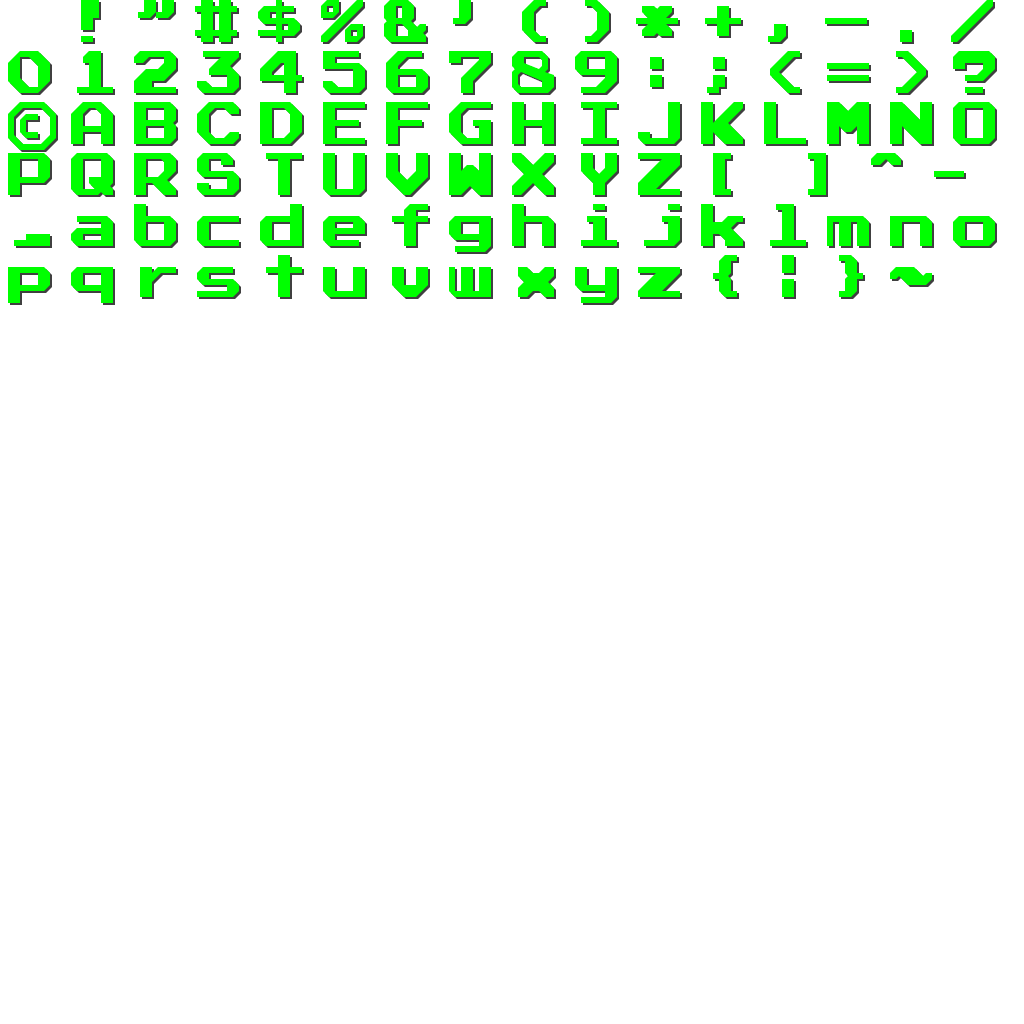 ! " # $ % & ' ( ) * + , - . /
0 1 2 3 4 5 6 7 8 9 : ; < = > ?
© A B C D E F G H I J K L M N O
P Q R S T U V W X Y Z [ ] ^ -
_ a b c d e f g h i j k l m n o
p q r s t u v w x y z { ¦ } ~